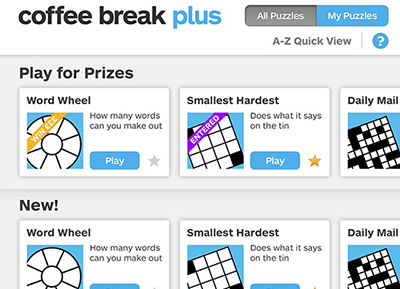 coffee break plus
All Puzzles
My Puzzles
A-Z Quick View
?
Play for Prizes
Word Wheel
WIN £££
How many words
can you make out
Play
Smallest Hardest
ENTERED
Does what it says
on the tin
Play
Daily Mail
New!
Word Wheel
How many words
can you make out
Smallest Hardest
Does what it says
on the tin
Daily Mail